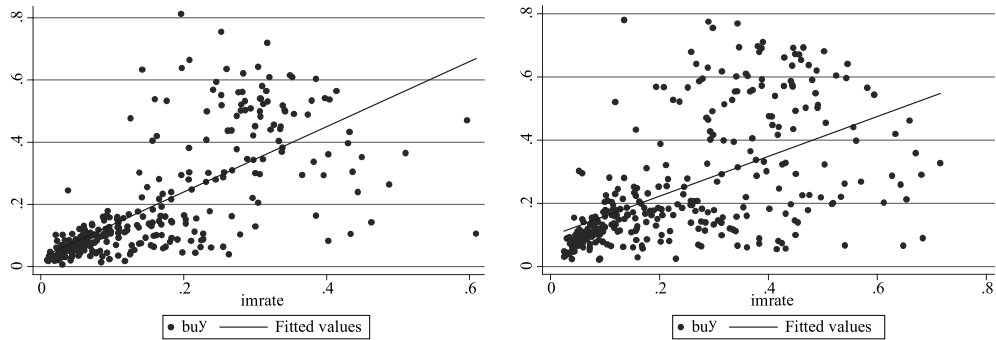 .8
.6
.4
.2
0
0 .2 .4 .6
imrate
buy Fitted values
.8
.6
.4
.2
0
0 .2 .4 .6 .8
imrate
buy Fitted values